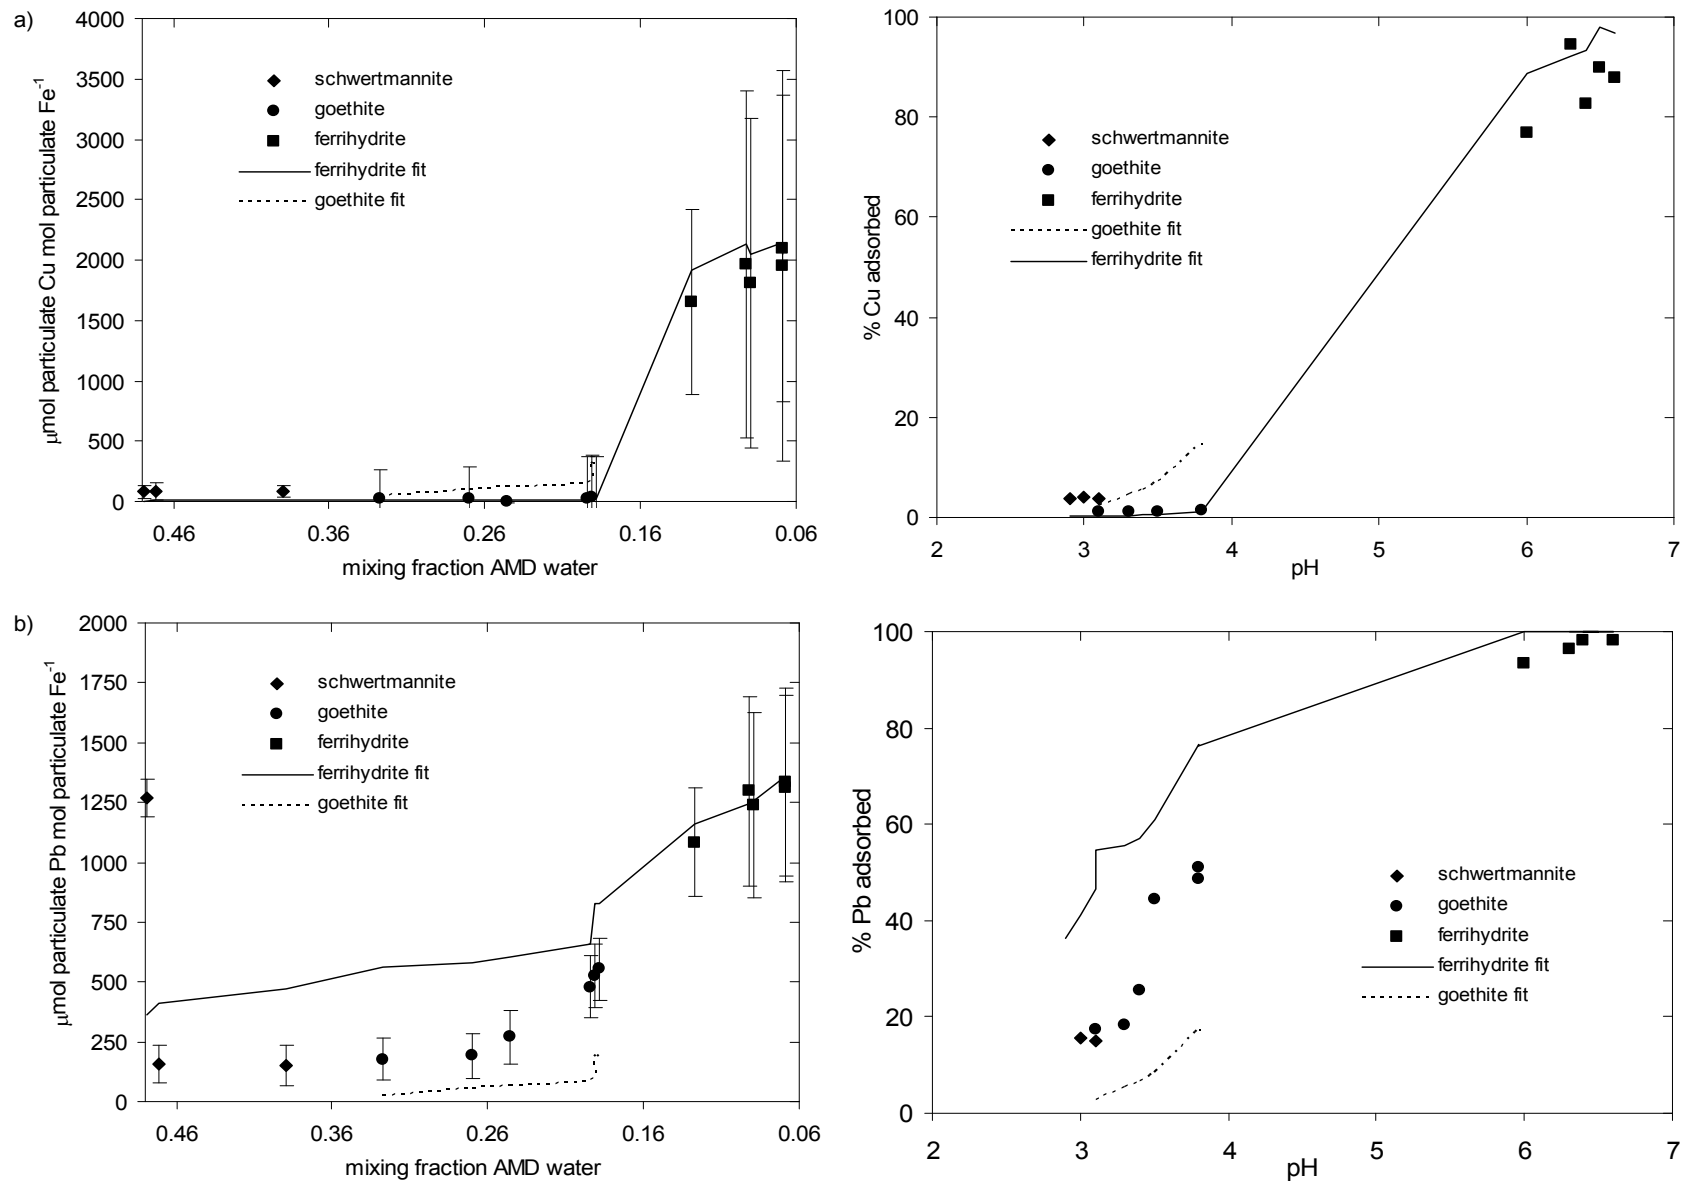 a)
μmol particulate Cu mol particulate Fe-1
4000
3500
3000
2500
2000
1500
1000
500
0
schwertmannite
goethite
ferrihydrite
ferrihydrite fit
goethite fit
0.46
0.36
0.26
0.16
0.06
mixing fraction AMD water
% Cu adsorbed
100
80
60
40
20
0
schwertmannite
goethite
ferrihydrite
goethite fit
ferrihydrite fit
2
3
4
5
6
7
pH
b)
μmol particulate Pb mol particulate Fe-1
2000
1750
1500
1250
1000
750
500
250
0
schwertmannite
goethite
ferrihydrite
ferrihydrite fit
goethite fit
0.46
0.36
0.26
0.16
0.06
mixing fraction AMD water
% Pb adsorbed
100
80
60
40
20
0
schwertmannite
goethite
ferrihydrite
ferrihydrite fit
goethite fit
2
3
4
5
6
7
pH